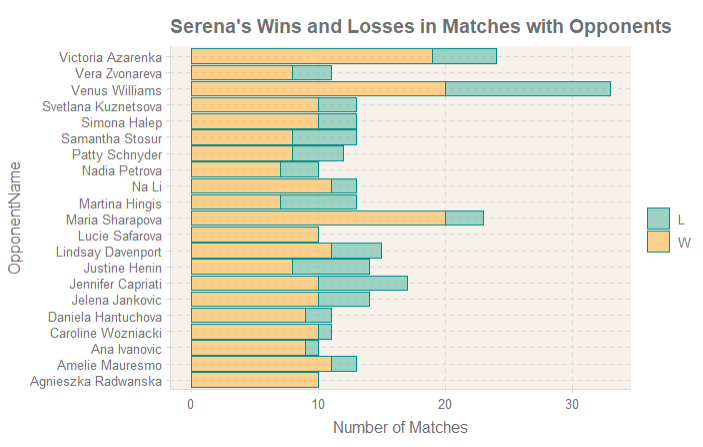 Serena's Wins and Losses in Matches with Opponents
OpponentName
Victoria Azarenka
Vera Zvonareva
Venus Williams
Svetlana Kuznetsova
Simona Halep
Samantha Stosur
Patty Schnyder
Nadia Petrova
Na Li
Martina Hingis
Maria Sharapova
Lucie Safarova
Lindsay Davenport
Justine Henin
Jennifer Capriati
Jelena Jankovic
Daniela Hantuchova
Caroline Wozniacki
Ana Ivanovic
Amelie Mauresmo
Agnieszka Radwanska
0 10 20 30
Number of Matches
L
W